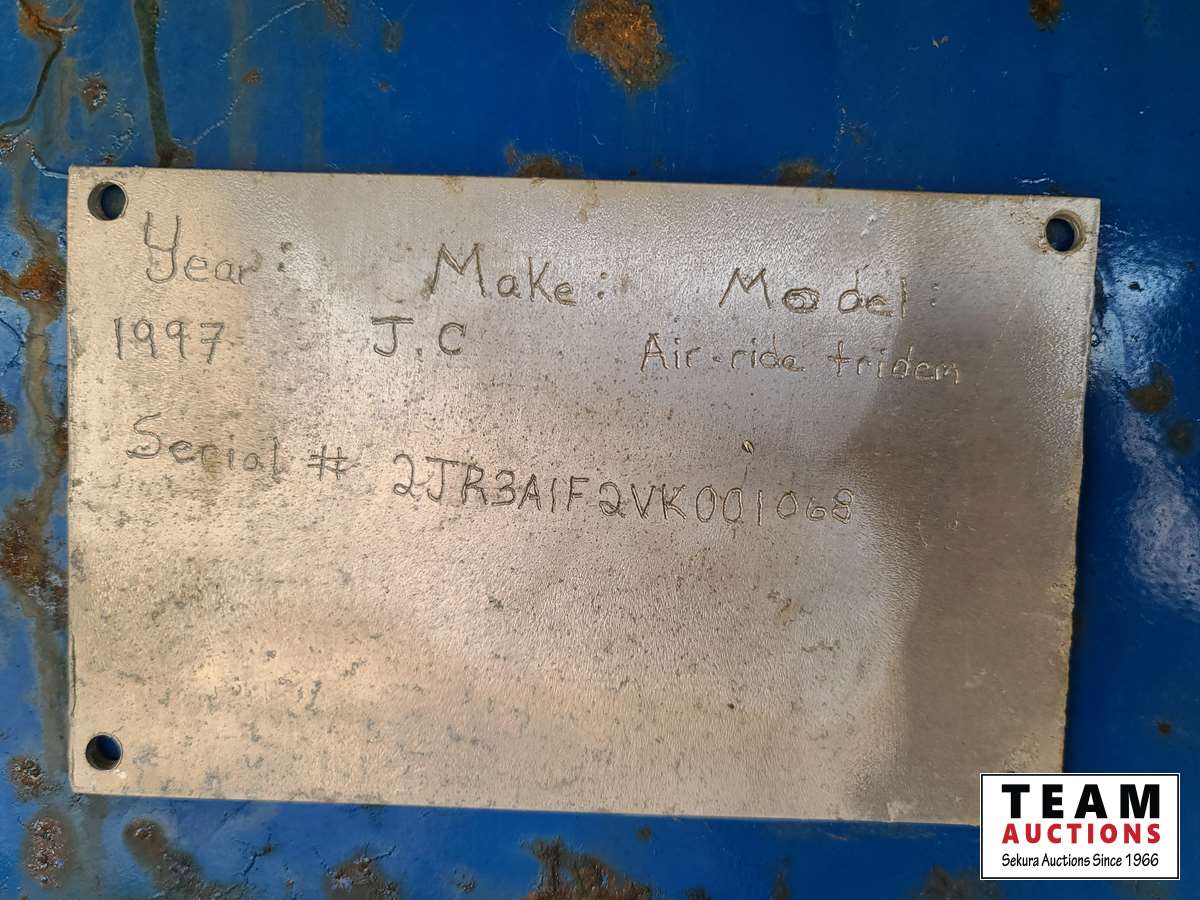 Year: Make: Model:
1997 J.C Air-ride tridem
Serial # 2JR3A1F2VK001068
TEAM
AUCTIONS
Sekura Auctions Since 1966